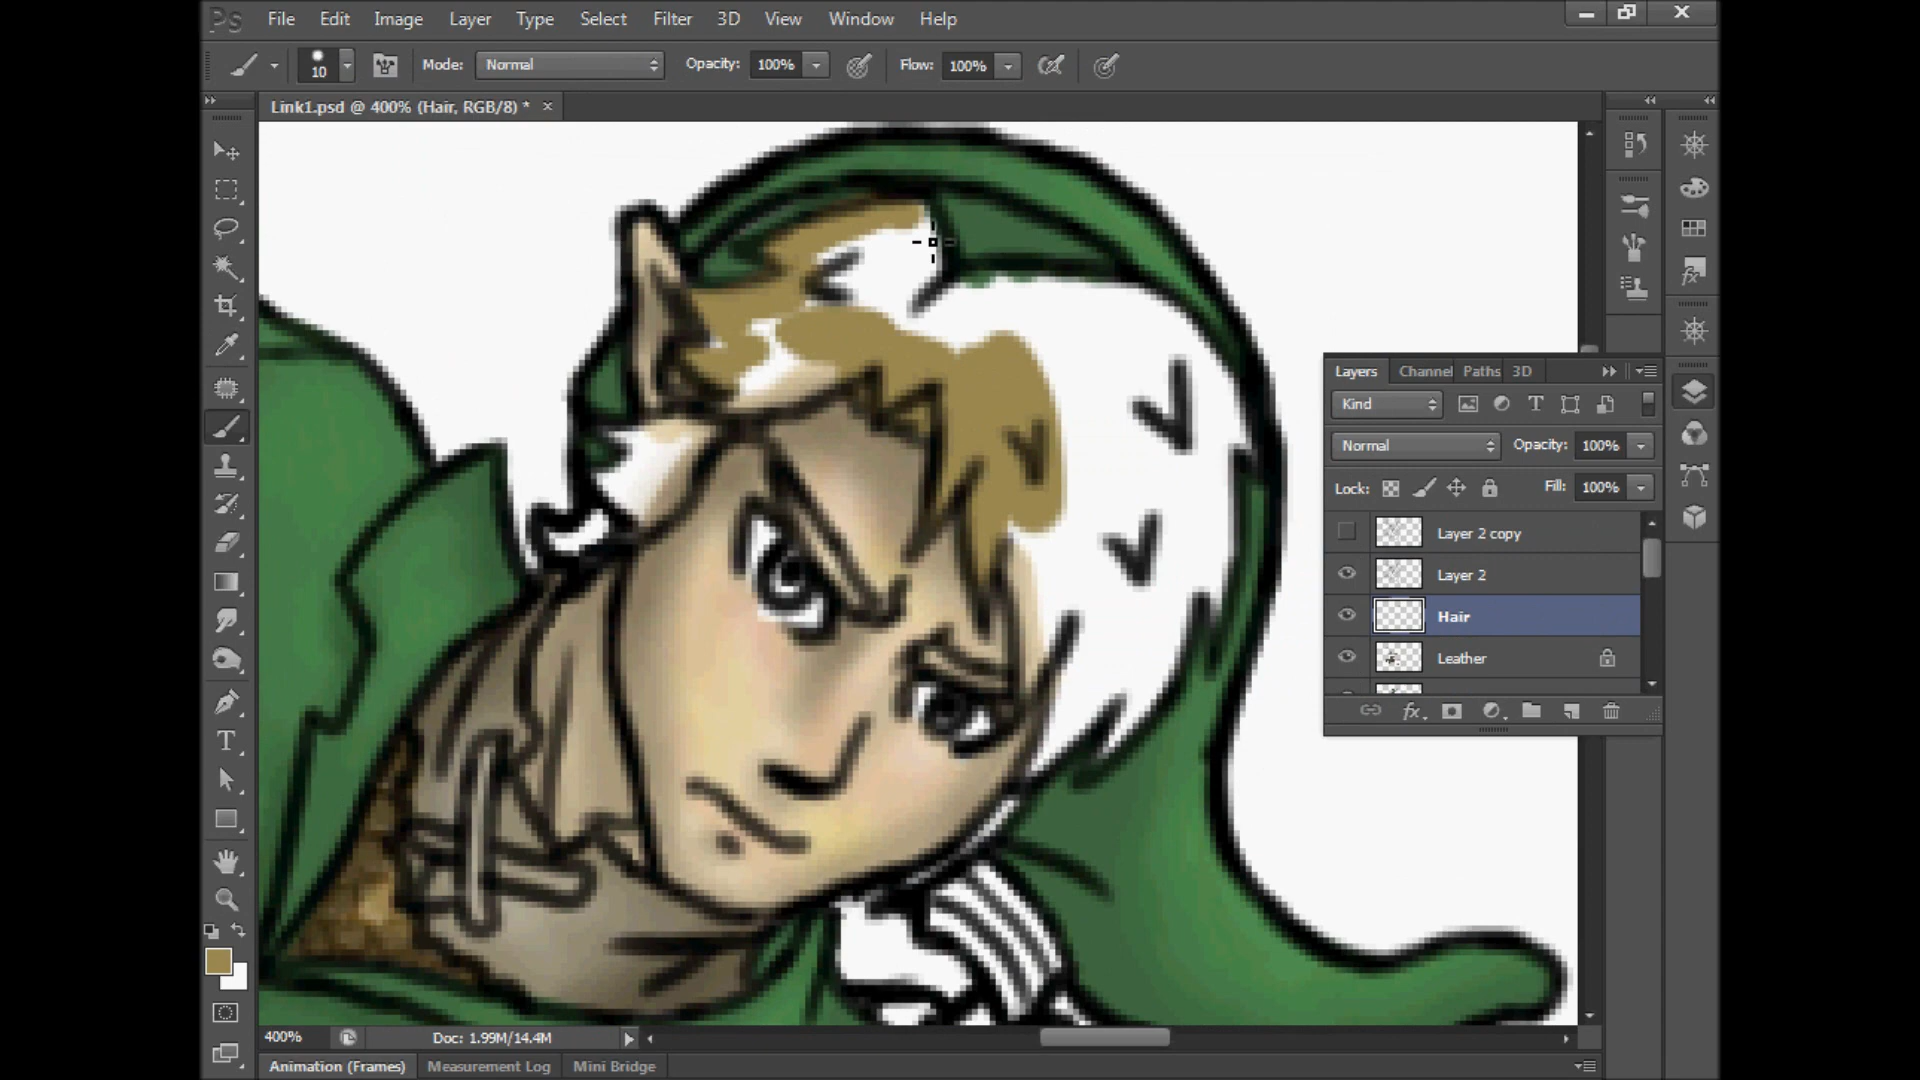 Ps File Edit Image Layer Type Select Filter 3D View Window Help
10 Mode: Normal Opacity: 100% Flow: 100%
Link1.psd @ 400% (Hair, RGB/8) * ×
Layers Channel Paths 3D
Kind
Normal Opacity: 100%
Lock: Fill: 100%
Layer 2 copy
Layer 2
Hair
Leather
fx
400% Doc: 1.99M/14.4M
Animation (Frames) Measurement Log Mini Bridge